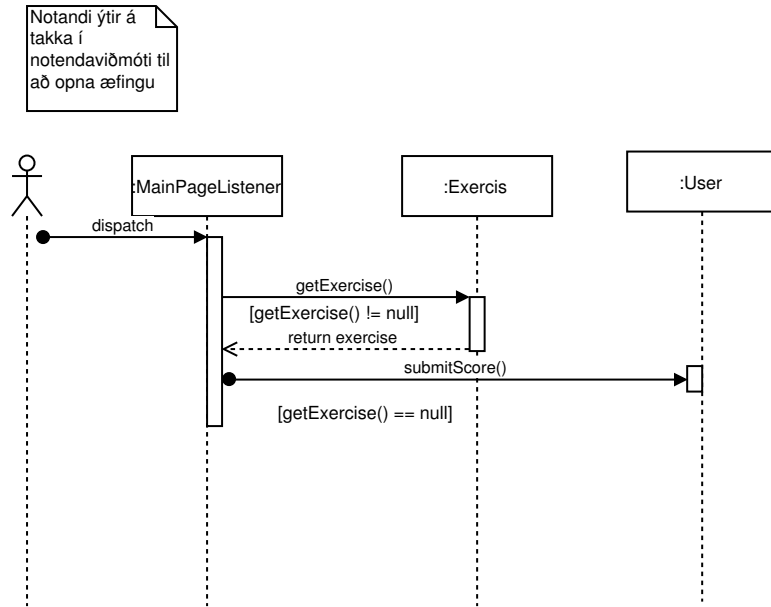 Notandi ýtir á
takka í
notendaviðmóti til
að opna æfingu
:MainPageListener
:Exercis
:User
dispatch
getExercise()
[getExercise() != null]
return exercise
submitScore()
[getExercise() == null]